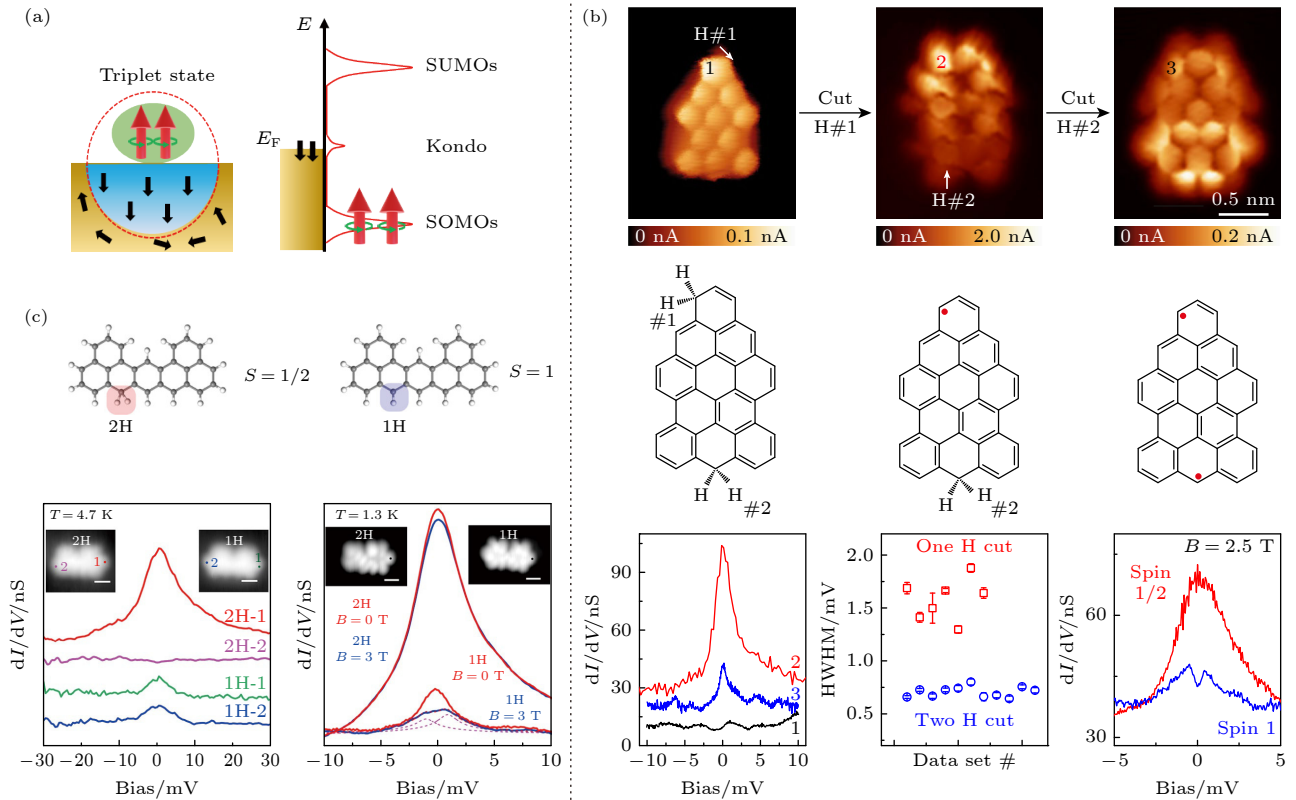 (a)
E
Triplet state
SUMOs
E_F
Kondo
SOMOs
(b)
H#1
1
2
3
Cut
H#1
Cut
H#2
H#2
0.5 nm
0 nA 0.1 nA
0 nA 2.0 nA
0 nA 0.2 nA
H
H
#1
H H
#2
H H
#2
(c)
S = 1/2
S = 1
2H
1H
T = 4.7 K
2H
2 1
1H
2 1
2H-1
2H-2
1H-1
1H-2
dI/dV/nS
−30 −20 −10 0 10 20 30
Bias/mV
T = 1.3 K
2H
1H
2H
B = 0 T
2H
B = 3 T
1H
B = 0 T
1H
B = 3 T
dI/dV/nS
−10 −5 0 5 10
Bias/mV
90
60
30
0
2
3
1
dI/dV/nS
−10 −5 0 5 10
Bias/mV
2.0
1.5
1.0
0.5
One H cut
Two H cut
HWHM/mV
Data set #
B = 2.5 T
Spin
1/2
Spin 1
60
30
dI/dV/nS
−5 0 5
Bias/mV